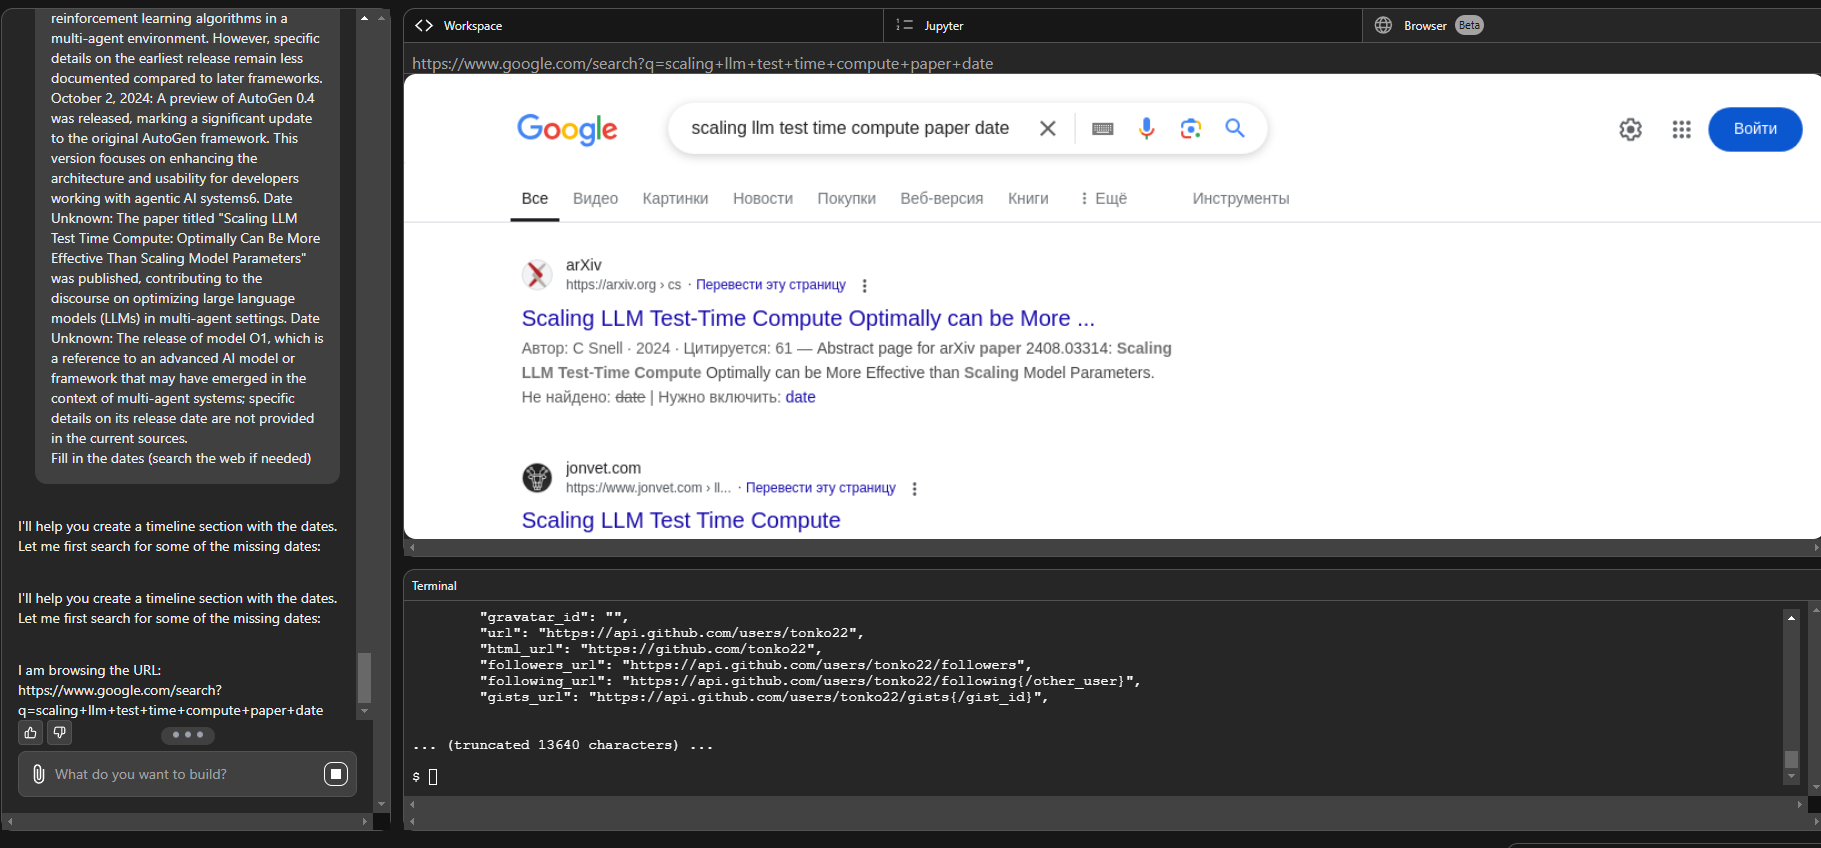 reinforcement learning algorithms in a
multi-agent environment. However, specific
details on the earliest release remain less
documented compared to later frameworks.
October 2, 2024: A preview of AutoGen 0.4
was released, marking a significant update
to the original AutoGen framework. This
version focuses on enhancing the
architecture and usability for developers
working with agentic AI systems6. Date
Unknown: The paper titled "Scaling LLM
Test Time Compute: Optimally Can Be More
Effective Than Scaling Model Parameters"
was published, contributing to the
discourse on optimizing large language
models (LLMs) in multi-agent settings. Date
Unknown: The release of model O1, which is
a reference to an advanced AI model or
framework that may have emerged in the
context of multi-agent systems; specific
details on its release date are not provided
in the current sources.
Fill in the dates (search the web if needed)
I'll help you create a timeline section with the dates.
Let me first search for some of the missing dates:
I'll help you create a timeline section with the dates.
Let me first search for some of the missing dates:
I am browsing the URL:
https://www.google.com/search?
q=scaling+llm+test+time+compute+paper+date
What do you want to build?
Workspace
Jupyter
Browser Beta
https://www.google.com/search?q=scaling+llm+test+time+compute+paper+date
Google
scaling llm test time compute paper date
Войти
Все Видео Картинки Новости Покупки Веб-версия Книги Ещё Инструменты
arXiv
https://arxiv.org › cs · Перевести эту страницу
Scaling LLM Test-Time Compute Optimally can be More ...
Автор: C Snell · 2024 · Цитируется: 61 — Abstract page for arXiv paper 2408.03314: Scaling
LLM Test-Time Compute Optimally can be More Effective than Scaling Model Parameters.
Не найдено: date | Нужно включить: date
jonvet.com
https://www.jonvet.com › ll... · Перевести эту страницу
Scaling LLM Test Time Compute
Terminal
"gravatar_id": "",
"url": "https://api.github.com/users/tonko22",
"html_url": "https://github.com/tonko22",
"followers_url": "https://api.github.com/users/tonko22/followers",
"following_url": "https://api.github.com/users/tonko22/following{/other_user}",
"gists_url": "https://api.github.com/users/tonko22/gists{/gist_id}",
... (truncated 13640 characters) ...
$